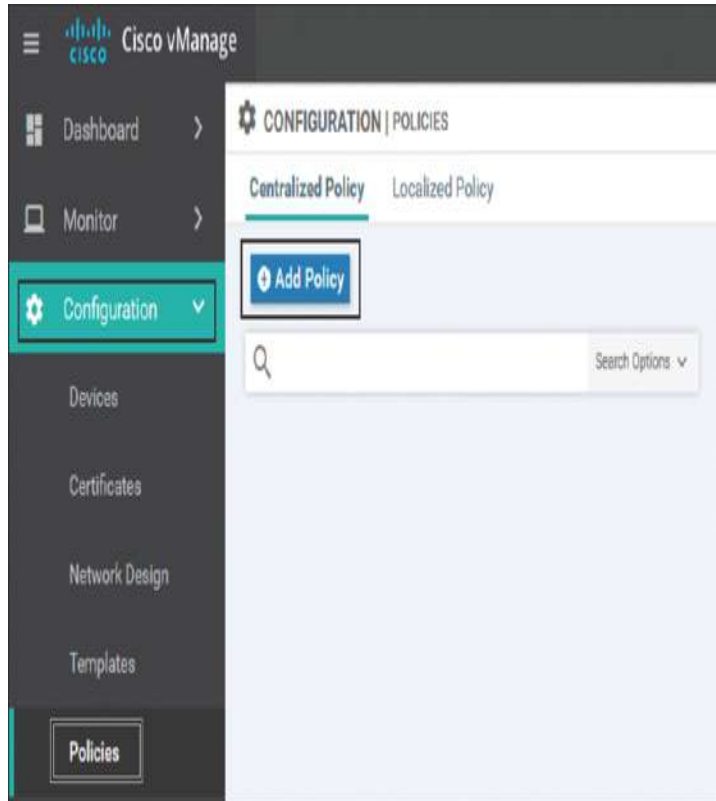 CISCO Cisco vManage
Dashboard
Monitor
Configuration
Devices
Certificates
Network Design
Templates
Policies
CONFIGURATION | POLICIES
Centralized Policy Localized Policy
Add Policy
Search Options